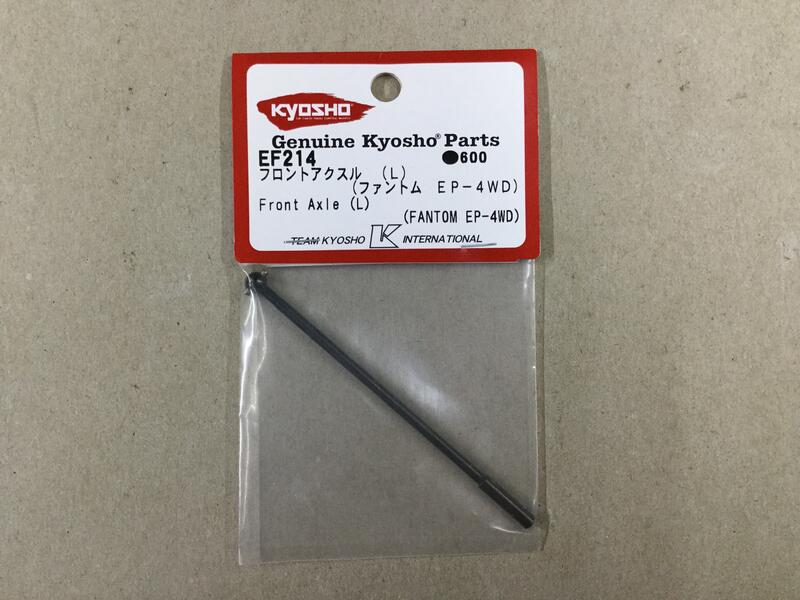 KYOSHO
Genuine Kyosho® Parts
EF214 ●600
フロントアクスル (L)
(ファントム EP-4WD)
Front Axle (L)
(FANTOM EP-4WD)
TEAM KYOSHO K INTERNATIONAL